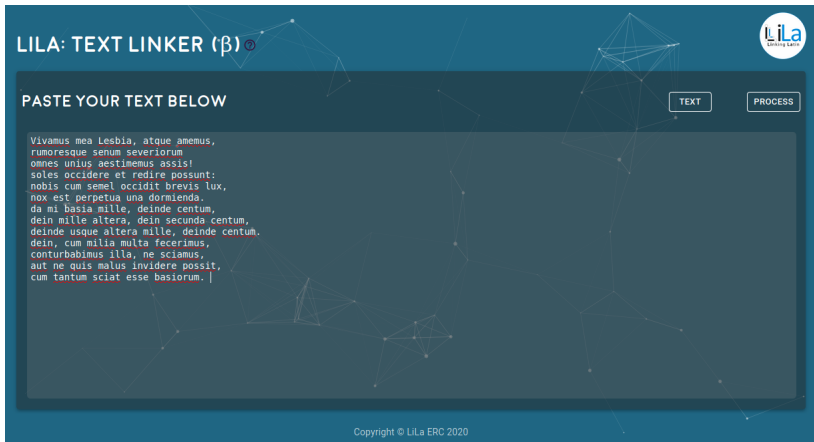 LILA: TEXT LINKER (β)
LiLa
Linking Latin
PASTE YOUR TEXT BELOW
TEXT
PROCESS
Vivamus mea Lesbia, atque amemus,
rumoresque senum severiorum
omnes unius aestimemus assis!
soles occidere et redire possunt:
nobis cum semel occidit brevis lux,
nox est perpetua una dormienda.
da mi basia mille, deinde centum,
dein mille altera, dein secunda centum,
deinde usque altera mille, deinde centum.
dein, cum milia multa fecerimus,
conturbabimus illa, ne sciamus,
aut ne quis malus invidere possit,
cum tantum sciat esse basiorum.
Copyright © LiLa ERC 2020